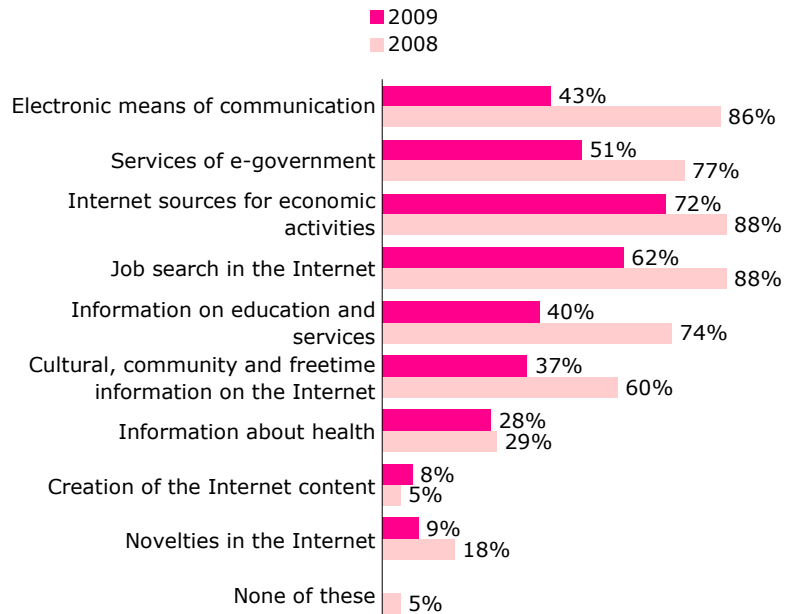 2009
2008
Electronic means of communication
43%
86%
Services of e-government
51%
77%
Internet sources for economic
activities
72%
88%
Job search in the Internet
62%
88%
Information on education and
services
40%
74%
Cultural, community and freetime
information on the Internet
37%
60%
Information about health
28%
29%
Creation of the Internet content
8%
5%
Novelties in the Internet
9%
18%
None of these
5%